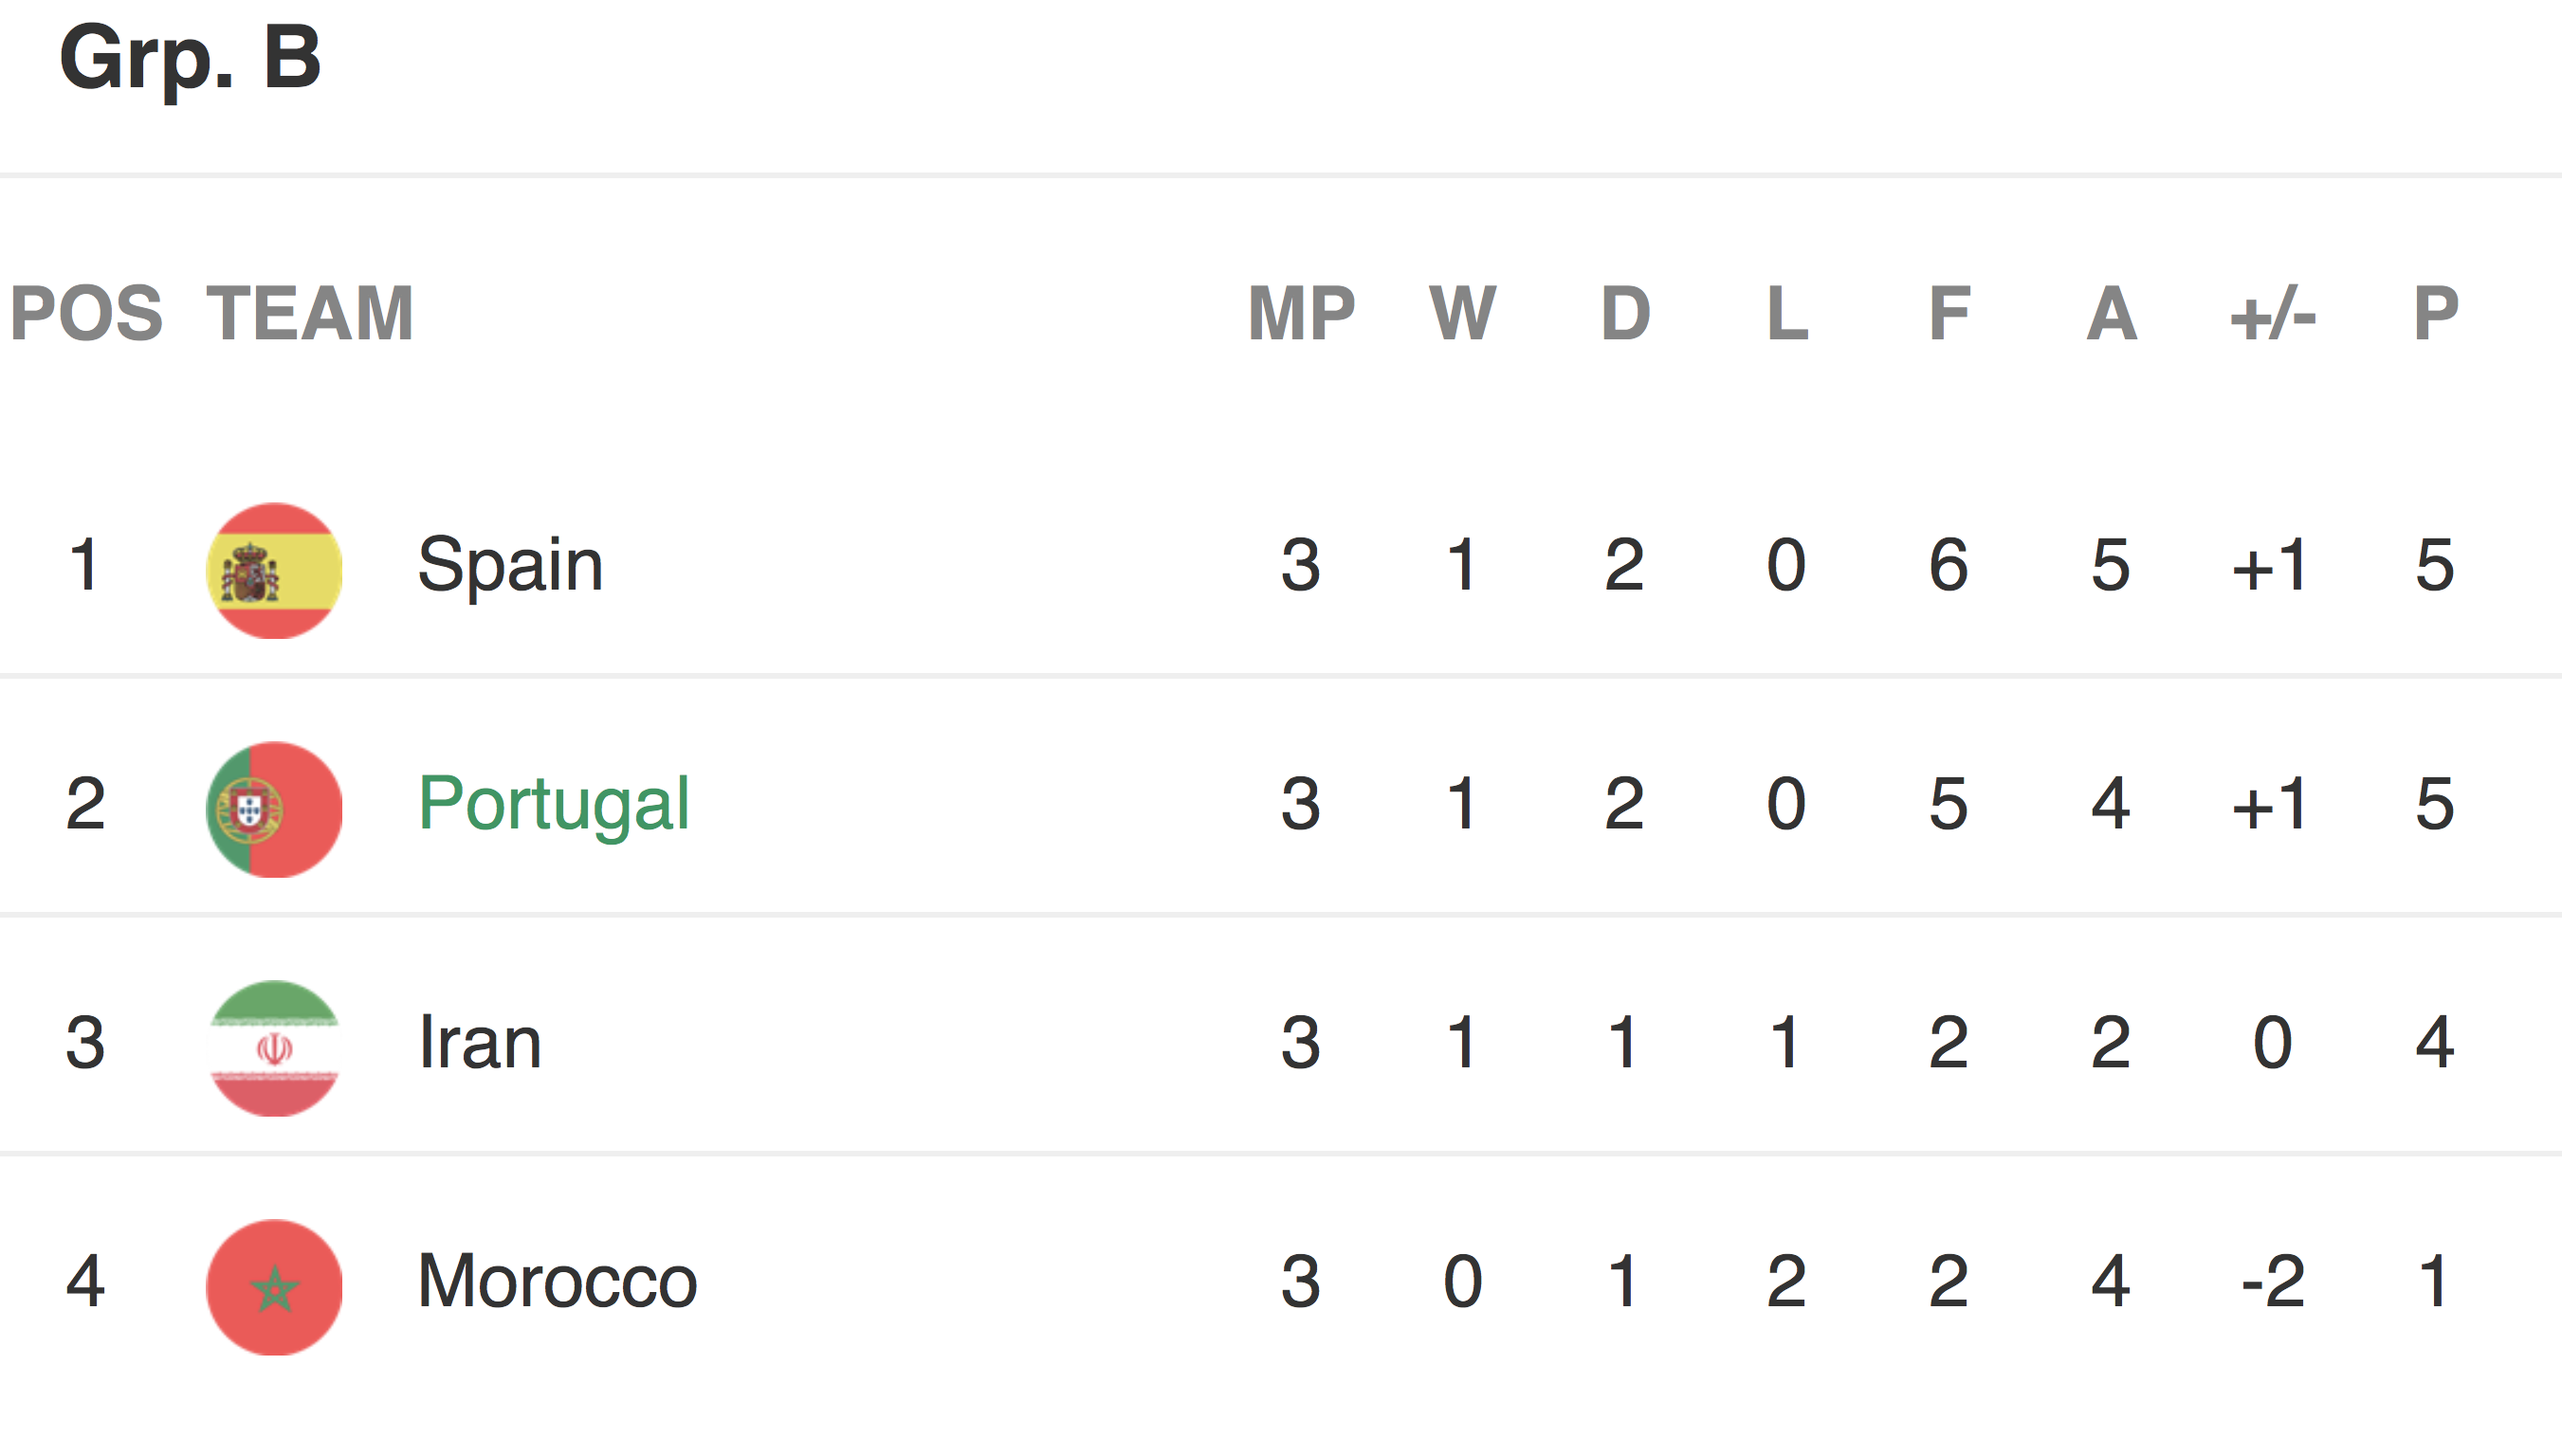 Grp. B
POS TEAM MP W D L F A +/- P
1 Spain 3 1 2 0 6 5 +1 5
2 Portugal 3 1 2 0 5 4 +1 5
3 Iran 3 1 1 1 2 2 0 4
4 Morocco 3 0 1 2 2 4 -2 1